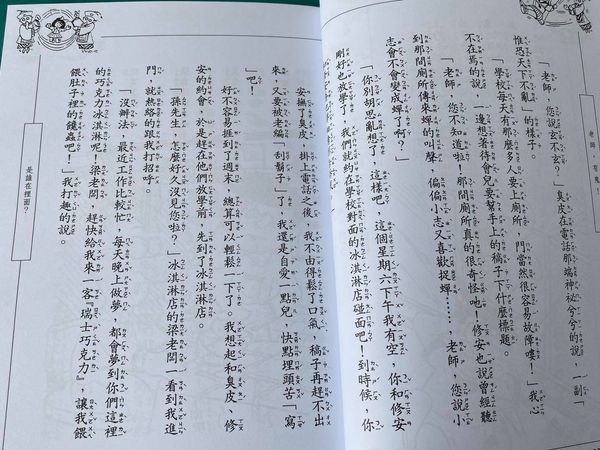 老師，有鬼
「老師，您說玄不玄？」臭皮在電話那端神祕兮兮的說，一副「
惟恐天下不亂」的樣子。
「學校每天有那麼多人要上廁所，門當然很容易故障嘍！」我心
不在焉的說，一邊想著待會兒要幫手上的稿子下什麼標題。
「老師，您不知道啦！那間廁所真的很奇怪吔！修安也說曾經聽
到那間廁所傳來蟬的叫聲，偏偏小志又喜歡捉蟬……，老師，您說小
志會不會變成蟬了啊？」
「你別胡思亂想了，這樣吧，這個星期六下午我有空，你和修安
剛好也放學了，我們就約在學校對面的冰淇淋店碰面吧！到時候，你
是誰在裡面？
安撫了臭皮，掛上電話之後，我不由得鬆了口氣，稿子再趕不出
來，又要被老編「刮鬍子」了，我還是自愛一點兒，快點埋頭苦「寫
」吧！
好不容易捱到了週末，總算可以輕鬆一下了。我想起和臭皮、修
安的約會，於是趕在他們放學前，先到了冰淇淋店。
「孫先生，怎麼好久沒見您啦？」冰淇淋店的梁老闆一看到我進
門，就熱絡的跟我打招呼。
「沒辦法，最近工作比較忙，每天晚上做夢，都會夢到你們這裡
的巧克力冰淇淋呢！梁老闆，趕快給我來一客『瑞士巧克力』，讓我餵
餵肚子裡的饞蟲吧！」我打趣的說。